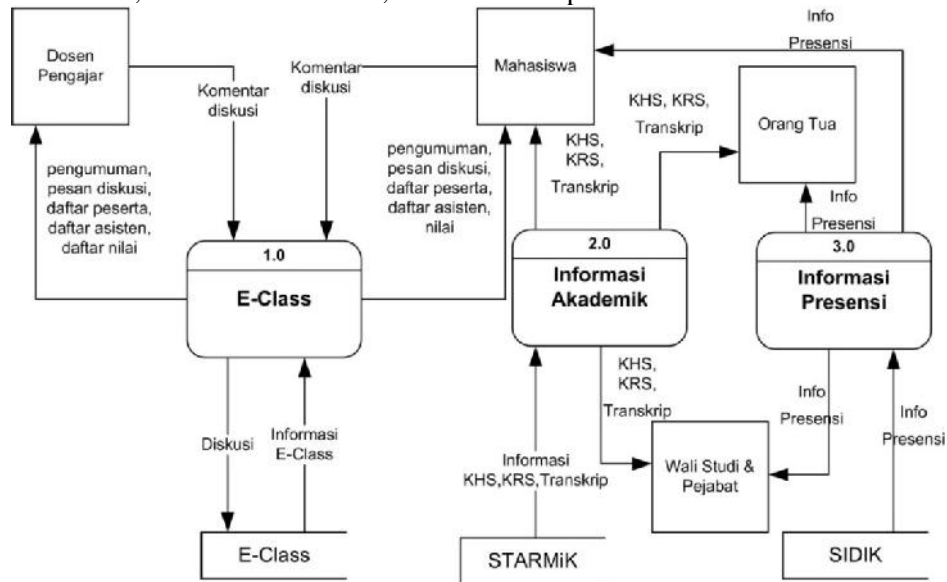 Dosen
Pengajar
Komentar
diskusi
Komentar
diskusi
Mahasiswa
Info
Presensi
KHS, KRS,
Transkrip
Orang Tua
pengumuman,
pesan diskusi,
daftar peserta,
daftar asisten,
daftar nilai
pengumuman,
pesan diskusi,
daftar peserta,
daftar asisten,
nilai
KHS,
KRS,
Transkrip
Info
Presensi
1.0
E-Class
2.0
Informasi
Akademik
3.0
Informasi
Presensi
Diskusi
Informasi
E-Class
Informasi
KHS,KRS,Transkrip
KHS,
KRS,
Transkrip
Wali Studi &
Pejabat
Info
Presensi
Info
Presensi
E-Class
STARMiK
SIDIK